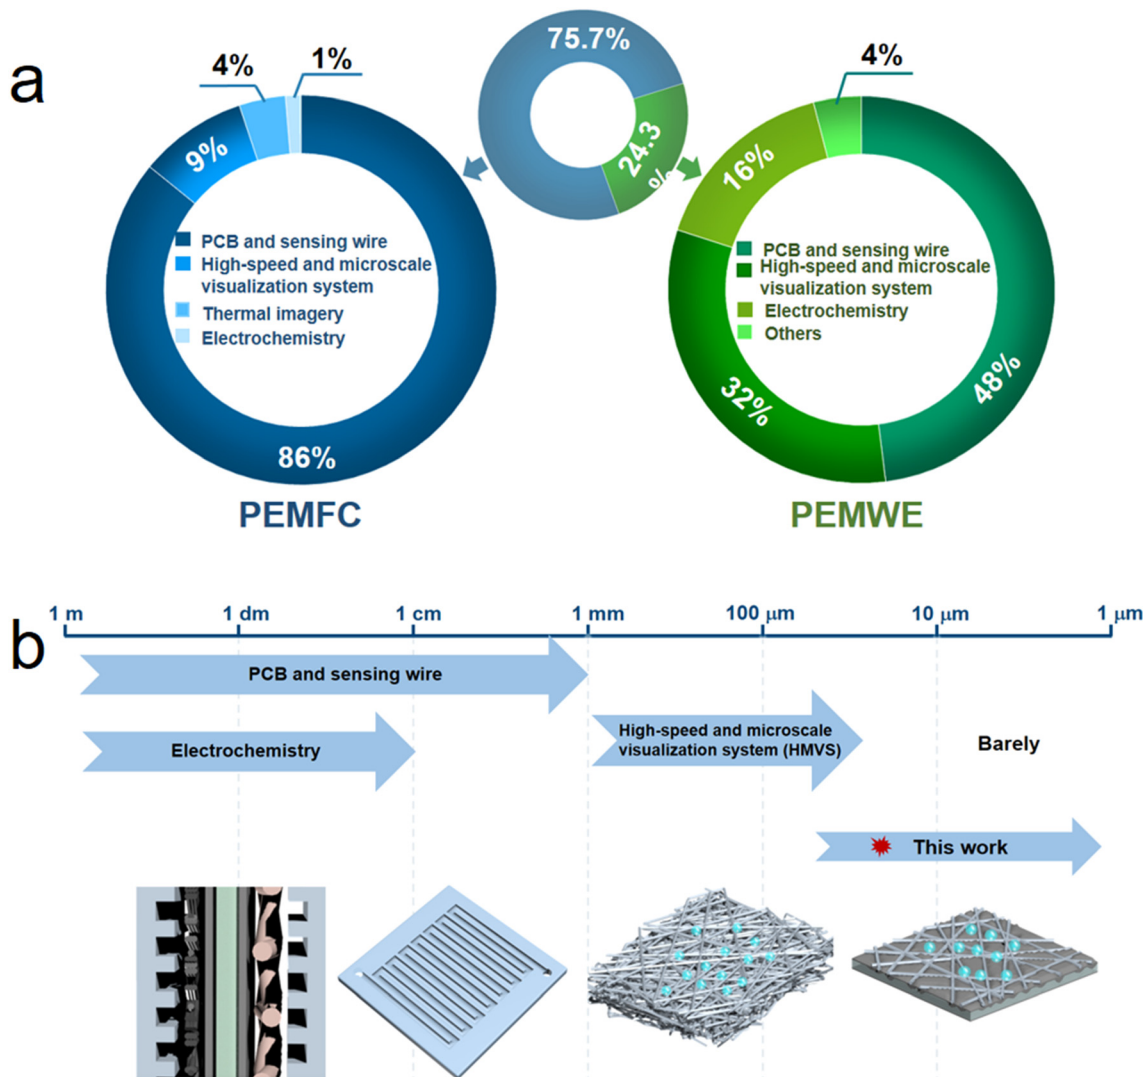 a
75.7%
24.3
%
4%
1%
9%
86%
PCB and sensing wire
High-speed and microscale
visualization system
Thermal imagery
Electrochemistry
PEMFC
4%
16%
32%
48%
PCB and sensing wire
High-speed and microscale
visualization system
Electrochemistry
Others
PEMWE
b
1 m
1 dm
1 cm
1 mm
100 μm
10 μm
1 μm
PCB and sensing wire
Electrochemistry
High-speed and microscale
visualization system (HMVS)
Barely
This work